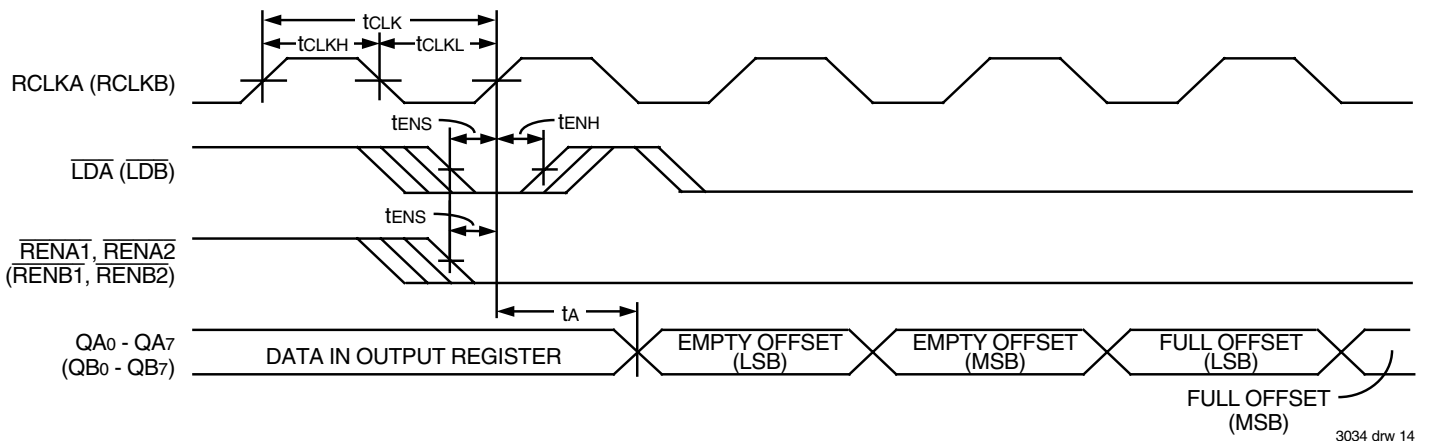 tCLK
tCLKH
tCLKL
RCLKA (RCLKB)
tENS
tENH
LDA (LDB)
tENS
RENA1, RENA2
(RENB1, RENB2)
tA
QA0 - QA7
(QB0 - QB7)
DATA IN OUTPUT REGISTER
EMPTY OFFSET
(LSB)
EMPTY OFFSET
(MSB)
FULL OFFSET
(LSB)
FULL OFFSET
(MSB)
3034 drw 14